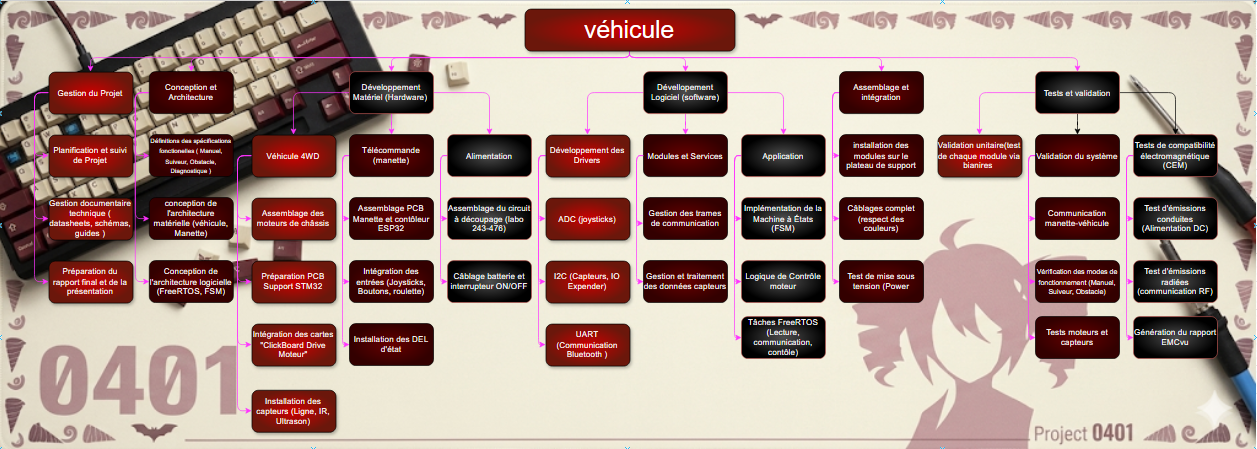 véhicule
Gestion du Projet
Planification et suivi
de Projet
Gestion documentaire
technique (
datasheets, schémas,
guides )
Préparation du
rapport final et de la
présentation
Conception et
Architecture
Définitions des spécifications
fonctionelles ( Manuel,
Suiveur, Obstacle,
Diagnostique )
conception de
l'architecture
matérielle (véhicule,
Manette)
Conception de
l'architecture logicielle
(FreeRTOS, FSM)
Développement
Matériel (Hardware)
Véhicule 4WD
Assemblage des
moteurs de châssis
Préparation PCB
Support STM32
Intégration des cartes
"ClickBoard Drive
Moteur"
Installation des
capteurs (Ligne, IR,
Ultrason)
Télécommande
(manette)
Assemblage PCB
Manette et contôleur
ESP32
Intégration des
entrées (Joysticks,
Boutons, roulette)
Installation des DEL
d'état
Alimentation
Assemblage du circuit
à découpage (labo
243-476)
Câblage batterie et
interrupteur ON/OFF
Dévéllopement
Logiciel (software)
Développement des
Drivers
ADC (joysticks)
I2C (Capteurs, IO
Expender)
UART
(Communication
Bluetooth )
Modules et Services
Gestion des trames
de communication
Gestion et traitement
des données capteurs
Application
Implémentation de la
Machine à États
(FSM)
Logique de Contrôle
moteur
Tâches FreeRTOS
(Lecture,
communication,
contôle)
Assemblage et
intégration
installation des
modules sur le
plateau de support
Câblages complet
(respect des
couleurs)
Test de mise sous
tension (Power
Tests et validation
Validation unitaire(test
de chaque module via
bianires
Validation du système
Communication
manette-véhicule
Vérification des modes de
fonctionnement (Manuel,
Suiveur, Obstacle)
Tests moteurs et
capteurs
Tests de compatibilité
électromagnétique
(CEM)
Test d'émissions
conduites
(Alimentation DC)
Test d'émissions
radiées
(communication RF)
Génération du rapport
EMCvu
0401
Project 0401